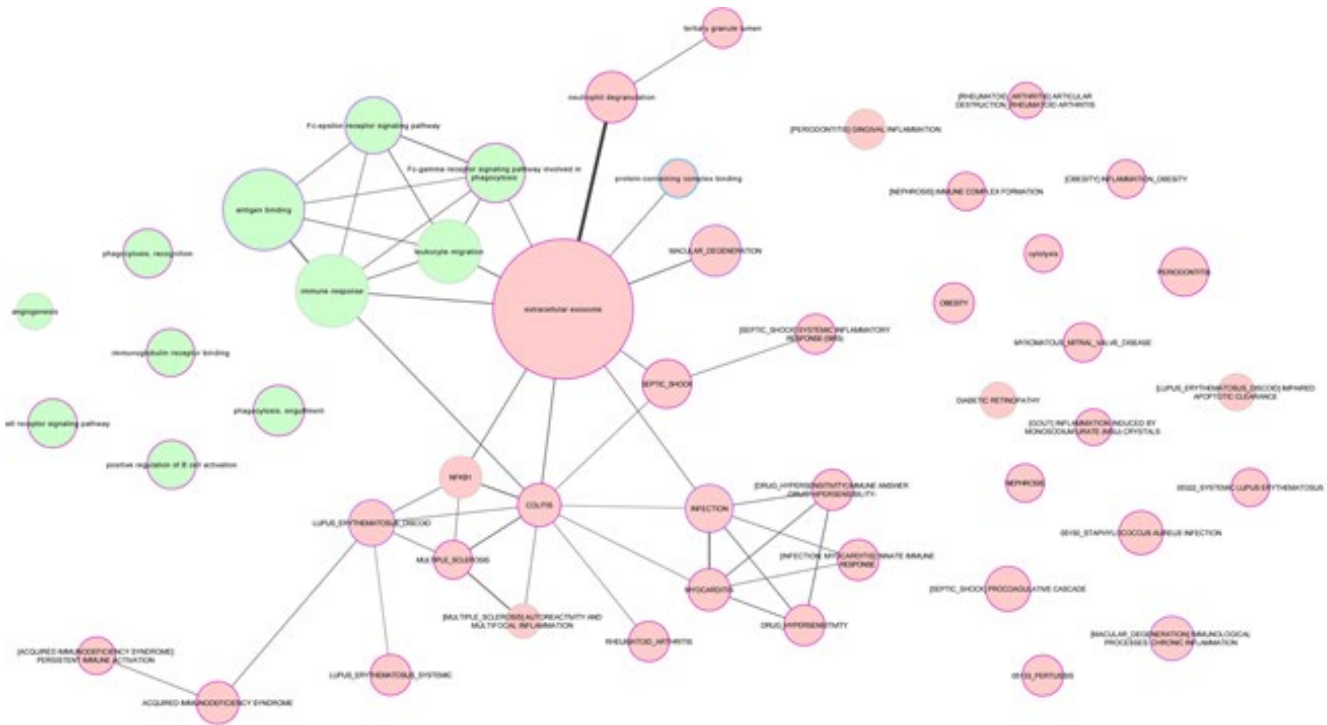 tertiary granule lumen
neutrophil degranulation
[RHEUMATOID_ARTHRITIS] ARTICULAR
DESTRUCTION_RHEUMATOID ARTHRITIS
Fc-epsilon receptor signaling pathway
[PERIODONTITIS] GINGIVAL INFLAMMATION
Fc-gamma receptor signaling pathway involved in
phagocytosis
protein-containing complex binding
[NEPHROSIS] IMMUNE COMPLEX FORMATION
[OBESITY] INFLAMMATION_OBESITY
antigen binding
phagocytosis, recognition
leukocyte migration
MACULAR_DEGENERATION
cytolysis
PERIODONTITIS
immune response
extracellular exosome
OBESITY
angiogenesis
[SEPTIC_SHOCK] SYSTEMIC INFLAMMATORY
RESPONSE (SIRS)
MYXOMATOUS_MITRAL_VALVE_DISEASE
immunoglobulin receptor binding
SEPTIC_SHOCK
DIABETIC RETINOPATHY
[LUPUS_ERYTHEMATOSUS_DISCOID] IMPAIRED
APOPTOTIC CLEARANCE
phagocytosis, engulfment
cell receptor signaling pathway
[GOUT] INFLAMMATION INDUCED BY
MONOSODIUM URATE (MSU) CRYSTALS
positive regulation of B cell activation
NFKB1
NEPHROSIS
05322_SYSTEMIC LUPUS ERYTHEMATOSUS
[DRUG_HYPERSENSITIVITY] IMMUNE ANSWER
COLITIS
INFECTION
LUPUS_ERYTHEMATOSUS_DISCOID
05150_STAPHYLOCOCCUS AUREUS INFECTION
MULTIPLE_SCLEROSIS
[INFECTION; MYOCARDITIS] INNATE IMMUNE
RESPONSE
MYOCARDITIS
[SEPTIC_SHOCK] PROCOAGULATIVE CASCADE
[MULTIPLE_SCLEROSIS] AUTOREACTIVITY AND
MULTIFOCAL INFLAMMATION
DRUG_HYPERSENSITIVITY
RHEUMATOID_ARTHRITIS
[MACULAR_DEGENERATION] IMMUNOLOGICAL
PROCESSES: CHRONIC INFLAMMATION
[ACQUIRED IMMUNODEFICIENCY SYNDROME]
PERSISTENT IMMUNE ACTIVATION
LUPUS_ERYTHEMATOSUS_SYSTEMIC
05133_PERTUSSIS
ACQUIRED IMMUNODEFICIENCY SYNDROME